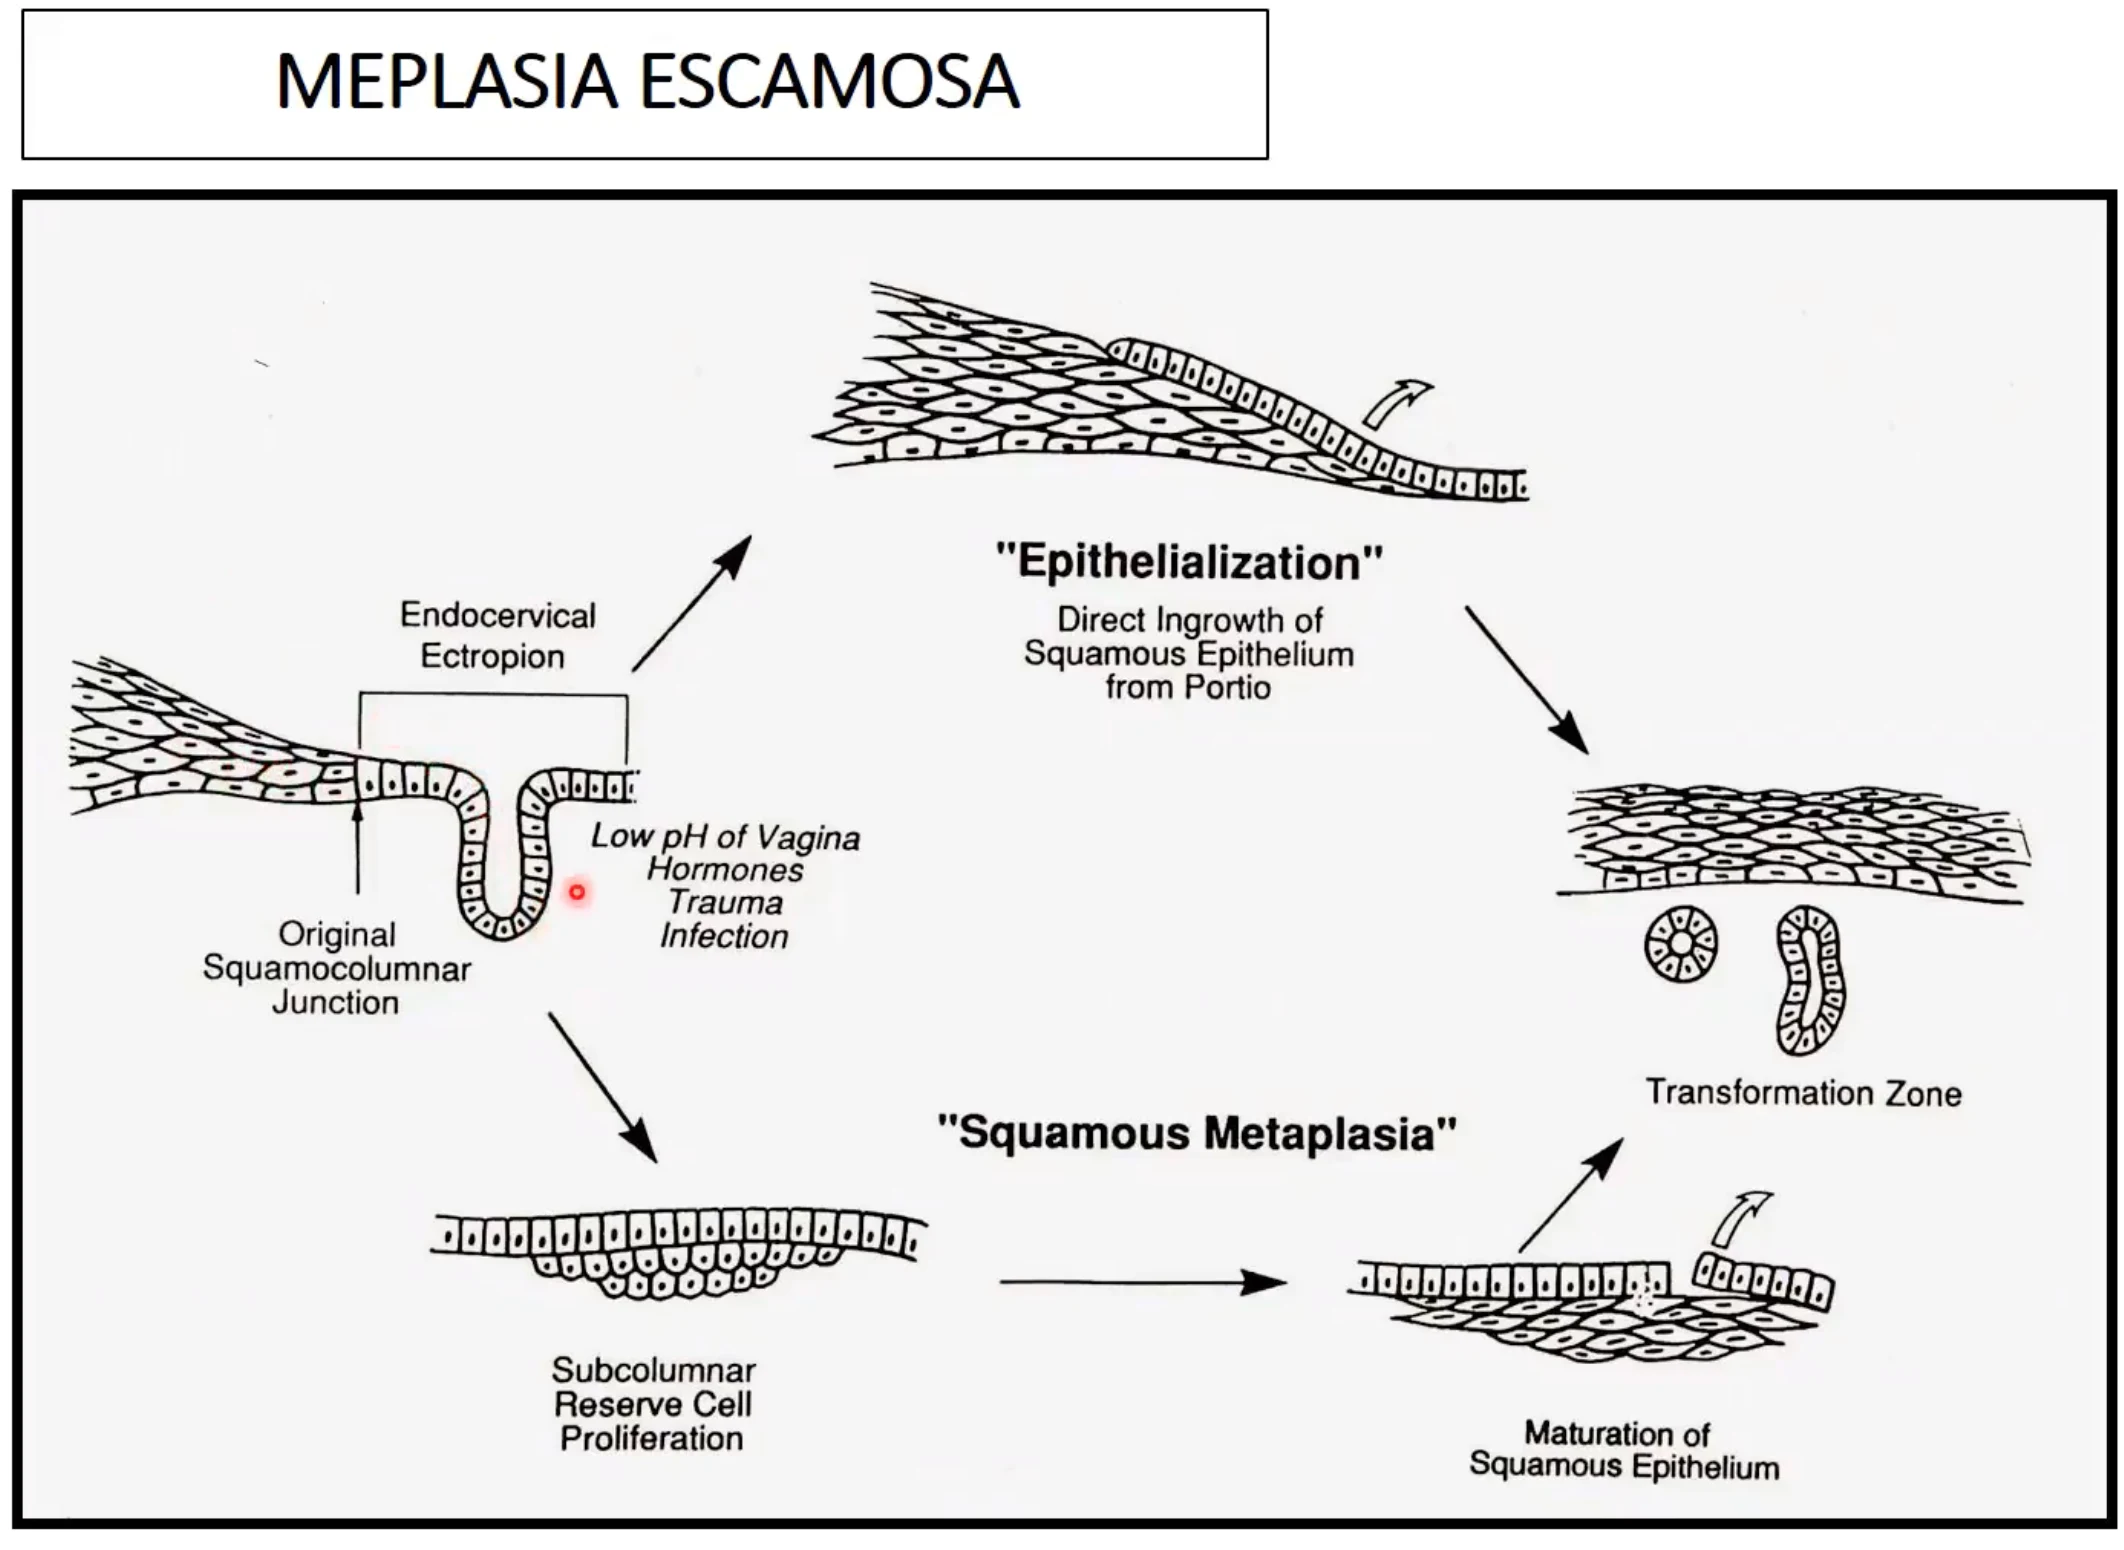 MEPLASIA ESCAMOSA
"Epithelialization"
Direct Ingrowth of
Squamous Epithelium
from Portio
Endocervical
Ectropion
Low pH of Vagina
Hormones
Trauma
Infection
Original
Squamocolumnar
Junction
Transformation Zone
"Squamous Metaplasia"
Subcolumnar
Reserve Cell
Proliferation
Maturation of
Squamous Epithelium